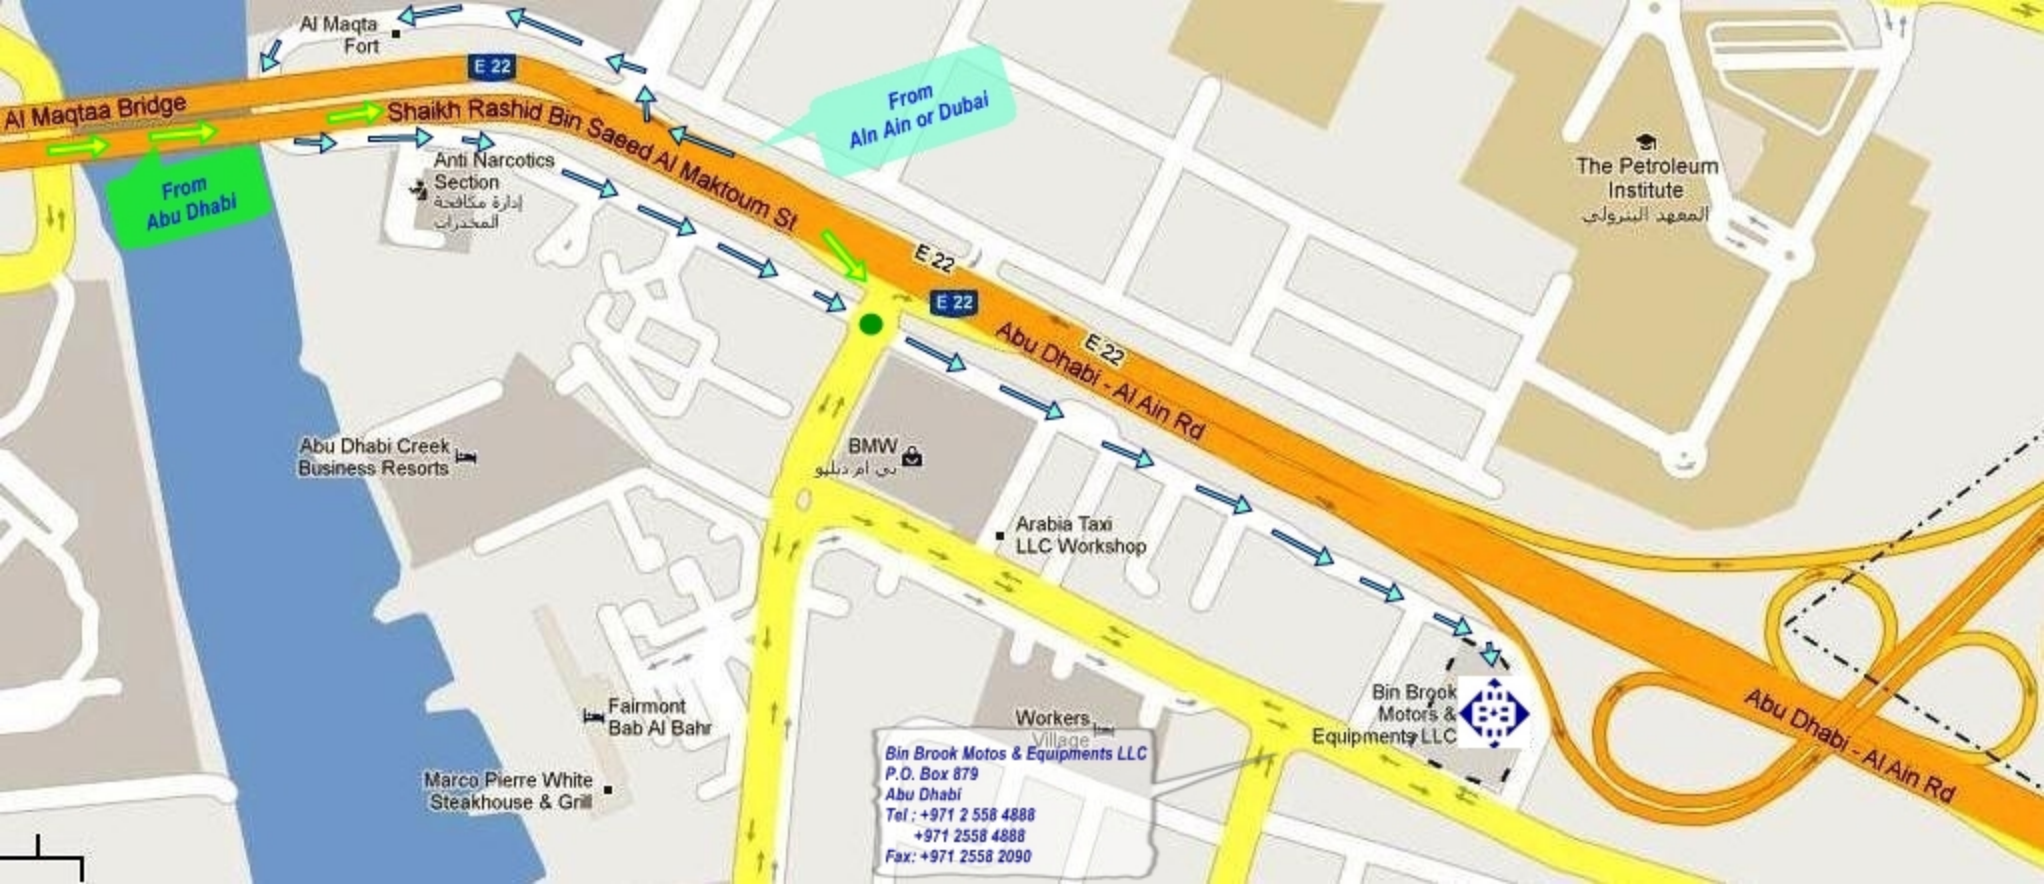 Al Maqta
Fort
E 22
From
Aln Ain or Dubai
Al Maqtaa Bridge
Shaikh Rashid Bin Saeed Al Maktoum St
From
Abu Dhabi
Anti Narcotics
Section
إدارة مكافحة
المخدرات
The Petroleum
Institute
المعهد البترولي
E 22
E 22
E 22
Abu Dhabi - Al Ain Rd
Abu Dhabi Creek
Business Resorts
BMW
بي ام دبليو
Arabia Taxi
LLC Workshop
Fairmont
Bab Al Bahr
Marco Pierre White
Steakhouse & Grill
Workers
Village
Bin Brook
Motors &
Equipments LLC
Abu Dhabi - Al Ain Rd
Bin Brook Motos & Equipments LLC
P.O. Box 879
Abu Dhabi
Tel : +971 2 558 4888
+971 2558 4888
Fax: +971 2558 2090